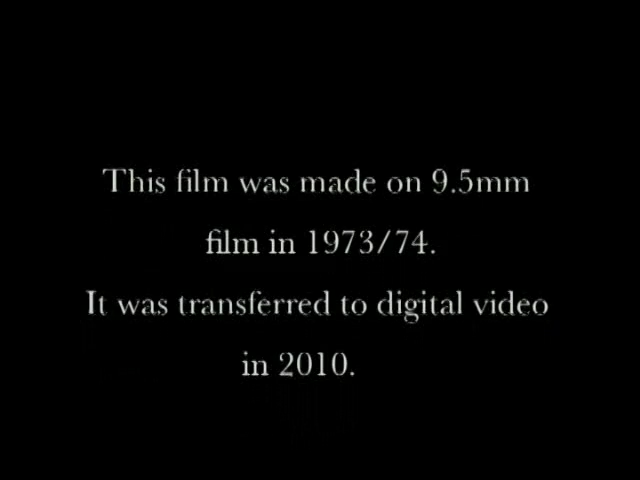 This film was made on 9.5mm
film in 1973/74.
It was transferred to digital video
in 2010.